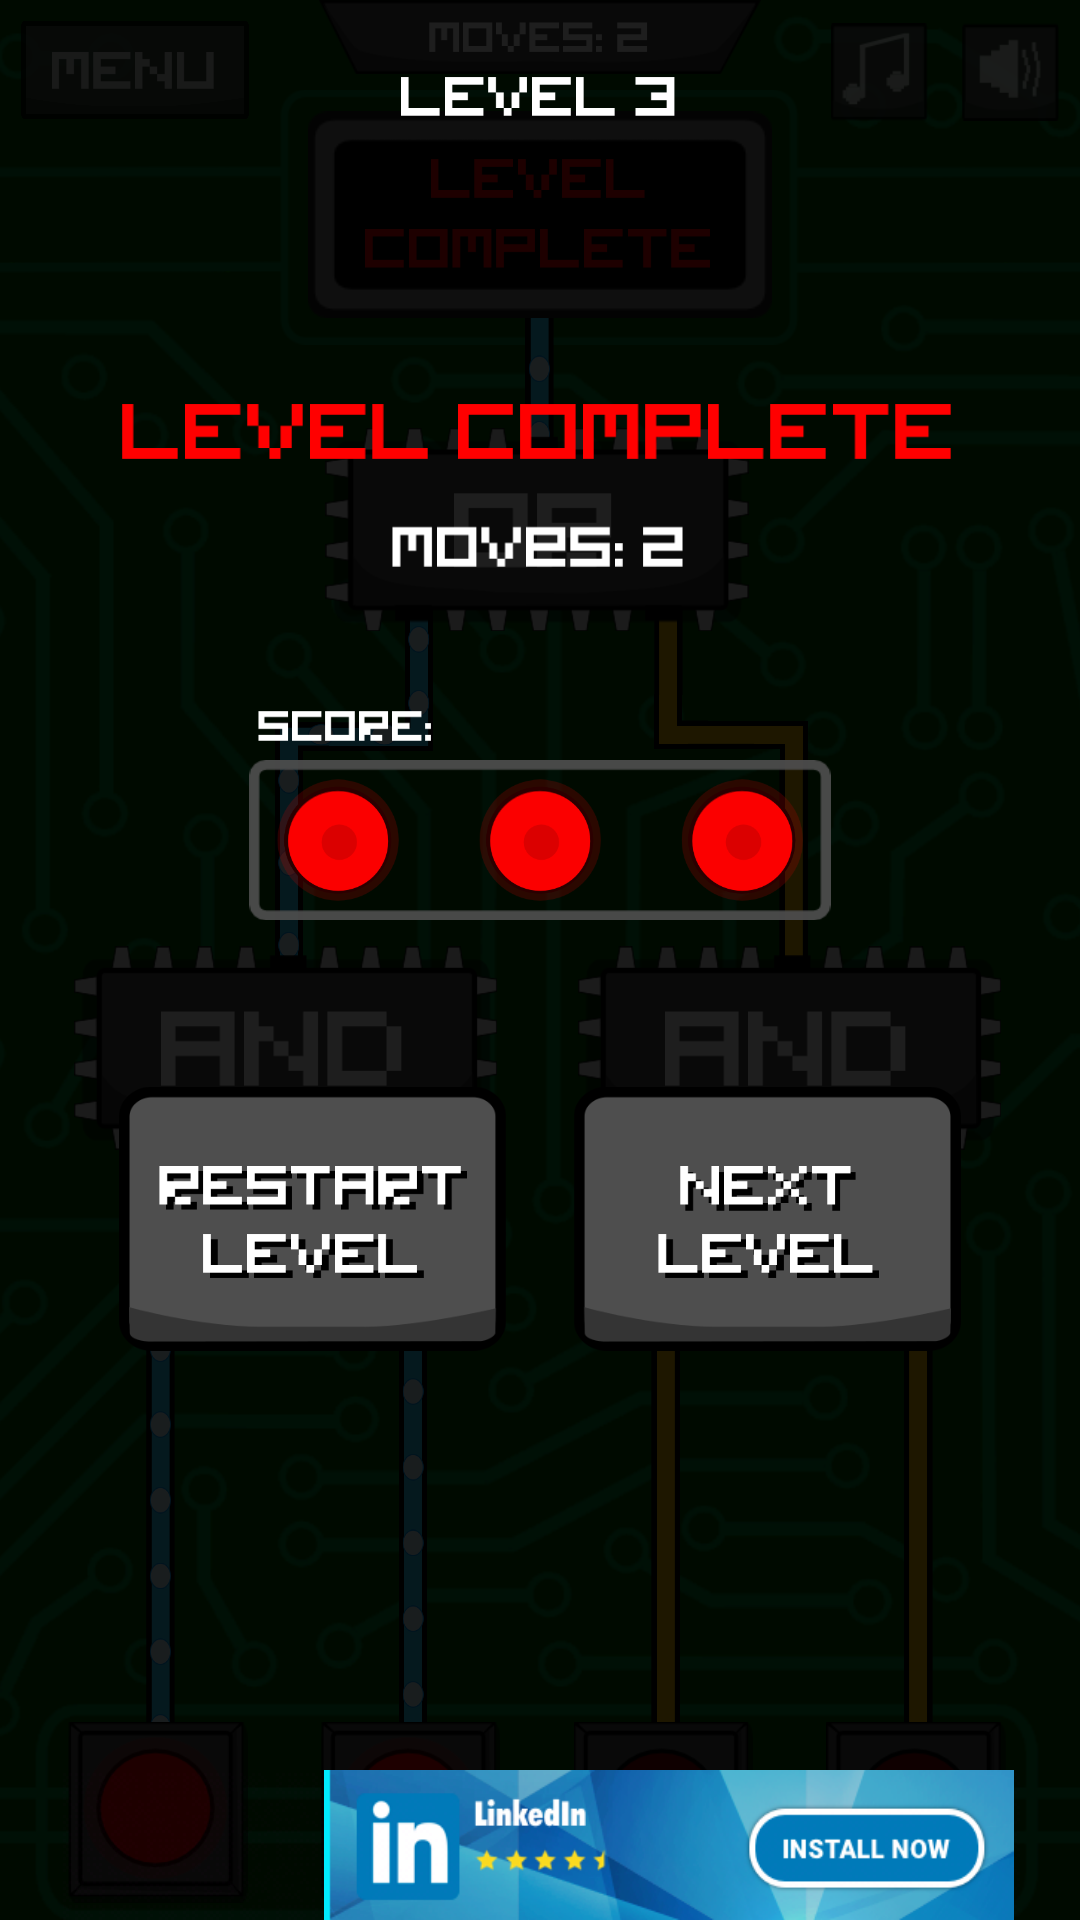 MOVES: 2
MENU
LEVEL 3
LEVEL
COMPLETE
LEVEL COMPLETE
OR
MOVES: 2
SCORE:
AND AND
RESTART
LEVEL
NEXT
LEVEL
in LinkedIn
INSTALL NOW